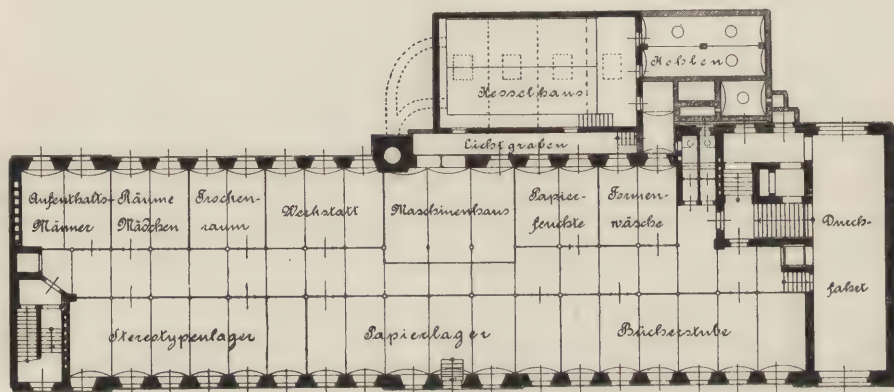 Kohlen
Kesselhaus
Lichtgraben
Aufenthalts-
Männer
Räume
Mädchen
Trocken-
raum
Werkstatt
Maschinenhaus
Papier-
feuchte
Formen-
wäsche
Durch-
fahrt
Stereotypenlager
Papierlager
Bücherstube